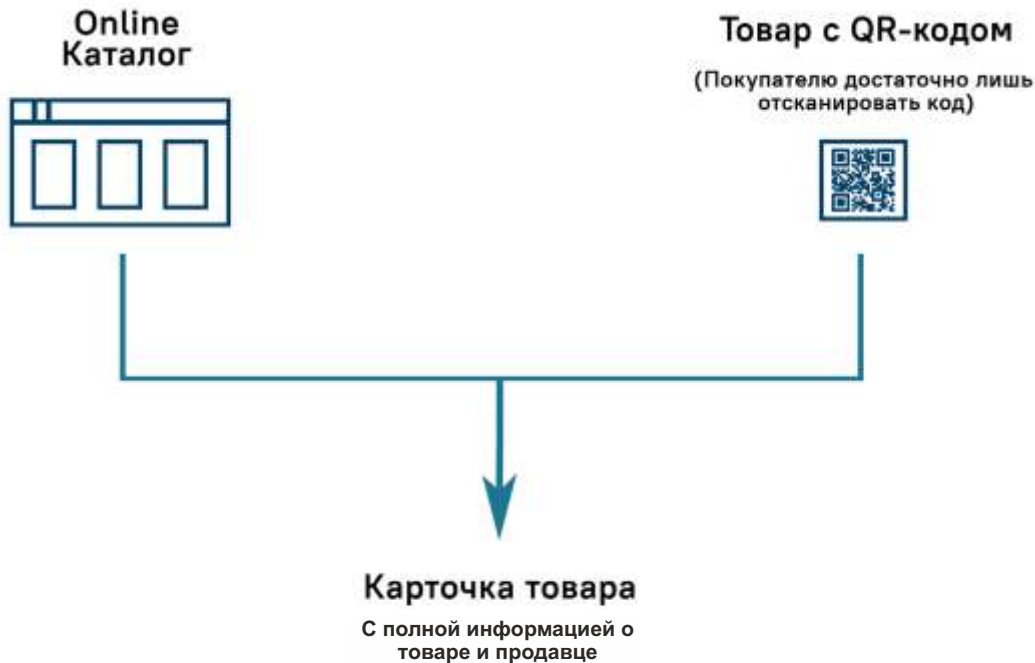 Online
Каталог
Товар с QR-кодом
(Покупателю достаточно лишь
отсканировать код)
Карточка товара
С полной информацией о
товаре и продавце